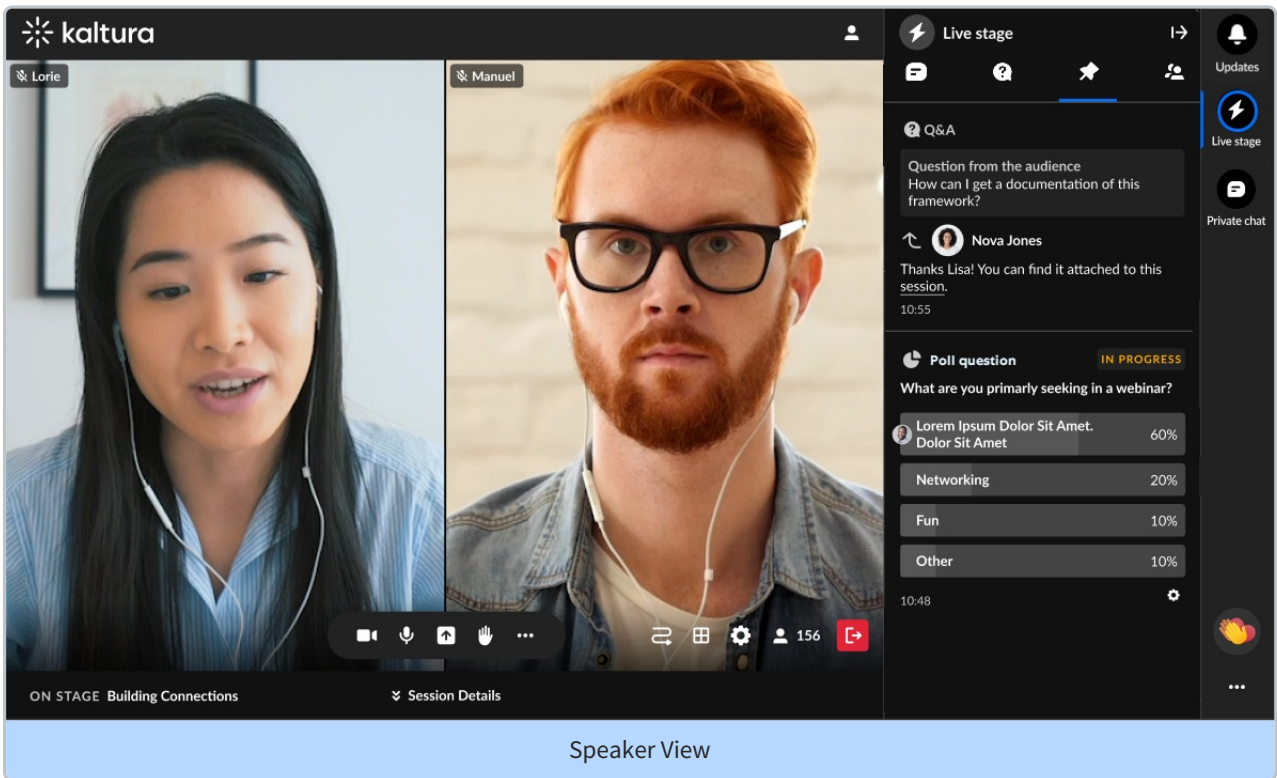 kaltura
Lorie
Manuel
ON STAGE Building Connections
Session Details
156
Live stage
Q&A
Question from the audience
How can I get a documentation of this
framework?
Nova Jones
Thanks Lisa! You can find it attached to this
session.
10:55
Poll question
IN PROGRESS
What are you primarly seeking in a webinar?
Lorem Ipsum Dolor Sit Amet.
Dolor Sit Amet
60%
Networking 20%
Fun 10%
Other 10%
10:48
Updates
Live stage
Private chat
Speaker View